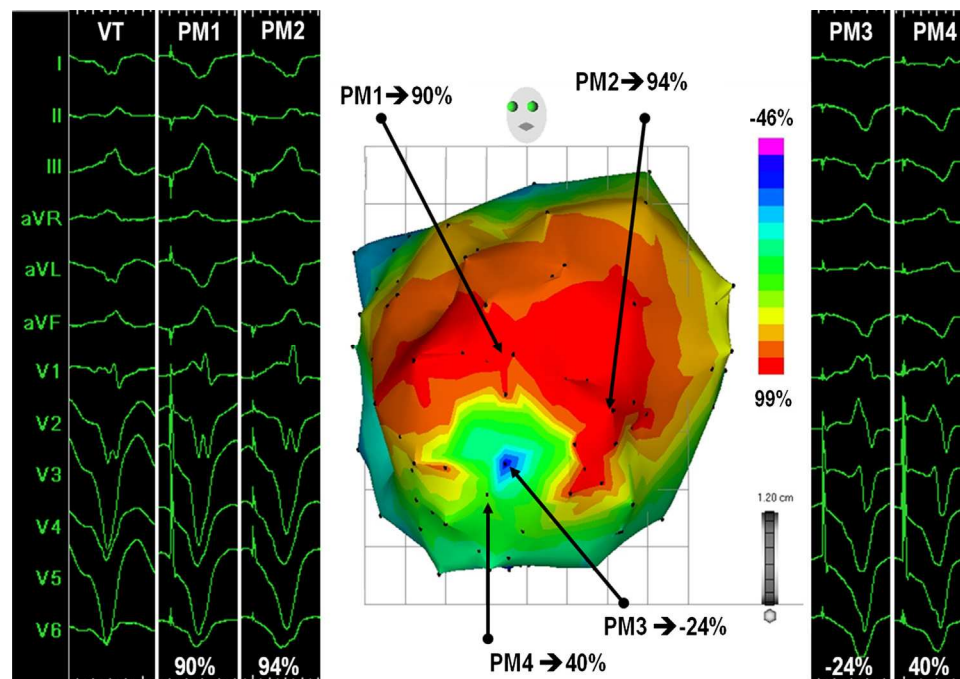 VT PM1 PM2
I
II
III
aVR
aVL
aVF
V1
V2
V3
V4
V5
V6
90% 94%
PM1➔90%
PM2➔94%
-46%
99%
1.20 cm
PM3 ➔-24%
PM4 ➔40%
PM3 PM4
-24% 40%